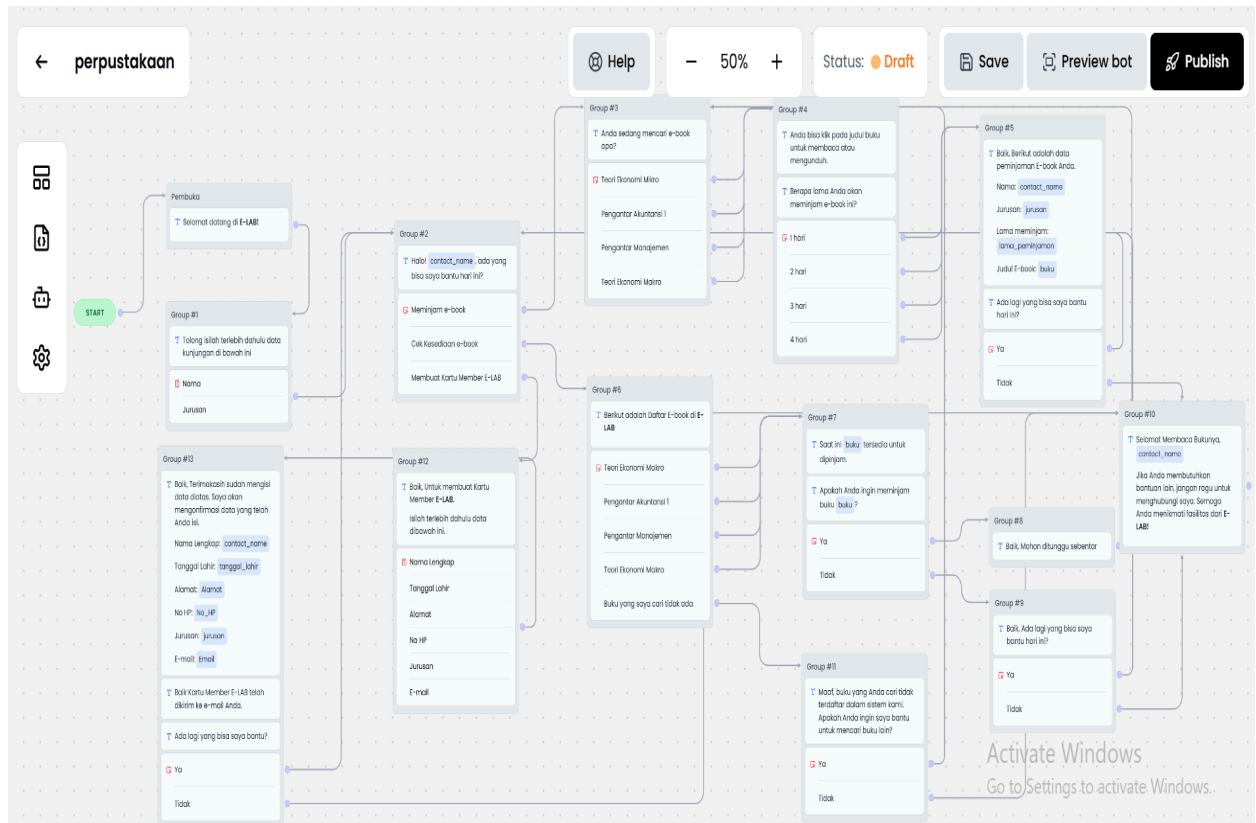 perpustakaan
Help
50%
Status: Draft
Save
Preview bot
Publish
START
Pembuka
Selamat datang di E-LAB!
Group #1
Tolong isilah terlebih dahulu data
kunjungan di bawah ini
Nama
Jurusan
Group #2
Halo! contact_name , ada yang
bisa saya bantu hari ini?
Meminjam e-book
Cek Kesediaan e-book
Membuat Kartu Member E-LAB
Group #3
Anda sedang mencari e-book
apa?
Teori Ekonomi Mikro
Pengantar Akuntansi 1
Pengantar Manajemen
Teori Ekonomi Makro
Group #4
Anda bisa klik pada judul buku
untuk membaca atau
mengunduh.
Berapa lama Anda akan
meminjam e-book ini?
1 hari
2 hari
3 hari
4 hari
Group #5
Baik, Berikut adalah data
peminjaman E-book Anda.
Nama: contact_name
Jurusan: jurusan
Lama meminjam:
lama_peminjaman
Judul E-book: buku
Ada lagi yang bisa saya bantu
hari ini?
Ya
Tidak
Group #6
Berikut adalah Daftar E-book di E-
LAB
Teori Ekonomi Makro
Pengantar Akuntansi 1
Pengantar Manajemen
Teori Ekonomi Makro
Buku yang saya cari tidak ada
Group #7
Saat ini buku tersedia untuk
dipinjam.
Apakah Anda ingin meminjam
buku buku ?
Ya
Tidak
Group #8
Baik, Mohon ditunggu sebentar
Group #9
Baik, Ada lagi yang bisa saya
bantu hari ini?
Ya
Tidak
Group #10
Selamat Membaca Bukunya,
contact_name
Jika Anda membutuhkan
bantuan lain, jangan ragu untuk
menghubungi saya. Semoga
Anda menikmati fasilitas dari E-
LAB!
Group #11
Maaf, buku yang Anda cari tidak
terdaftar dalam sistem kami.
Apakah Anda ingin saya bantu
untuk mencari buku lain?
Ya
Tidak
Group #12
Baik, Untuk membuat Kartu
Member E-LAB.
Isilah terlebih dahulu data
dibawah ini.
Nama Lengkap
Tanggal Lahir
Alamat
No HP
Jurusan
E-mail
Group #13
Baik, Terimakasih sudah mengisi
data diatas. Saya akan
mengonfirmasi data yang telah
Anda isi.
Nama Lengkap: contact_name
Tanggal Lahir: tanggal_lahir
Alamat: Alamat
No HP: No_HP
Jurusan: jurusan
E-mail: Email
Baik Kartu Member E-LAB telah
dikirim ke e-mail Anda.
Ada lagi yang bisa saya bantu?
Ya
Tidak
Activate Windows
Go to Settings to activate Windows.